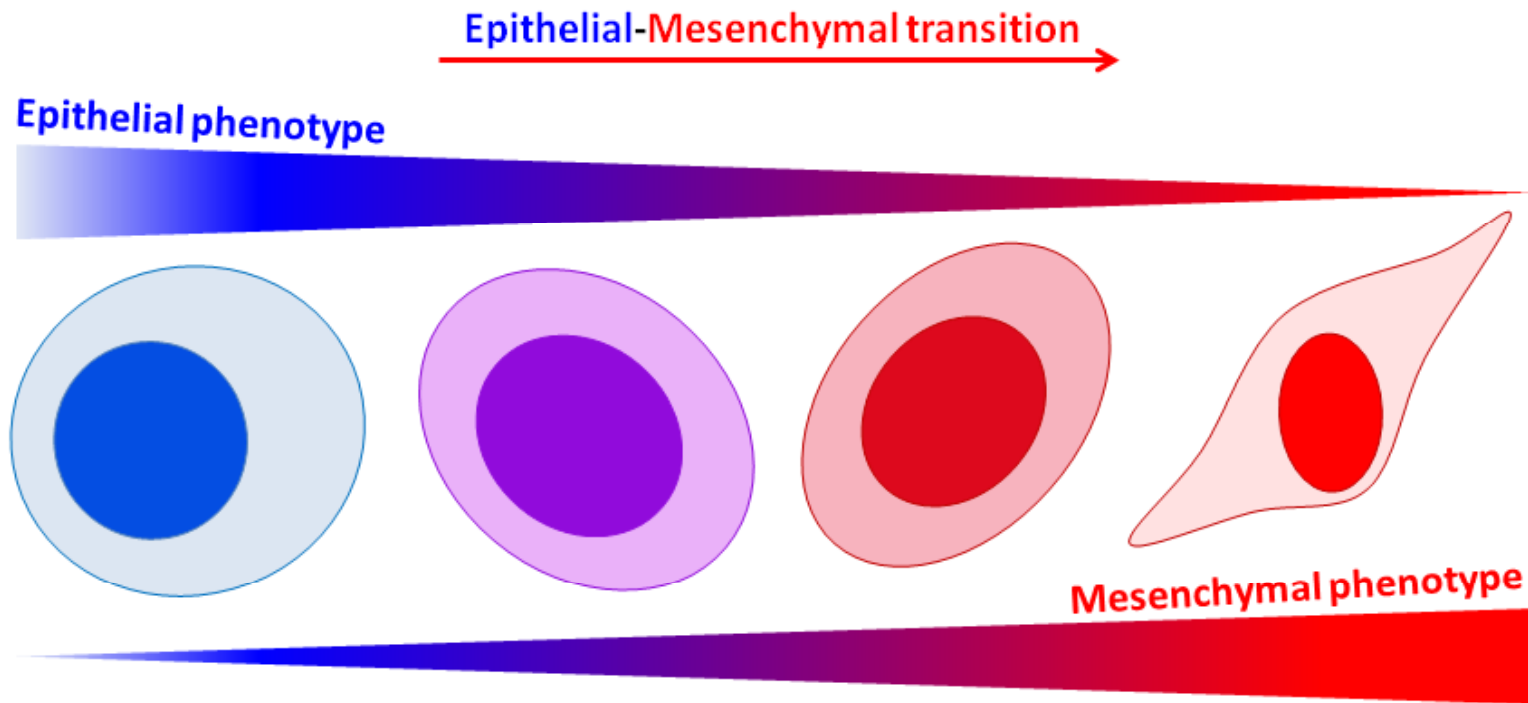 Epithelial-Mesenchymal transition
Epithelial phenotype
Mesenchymal phenotype